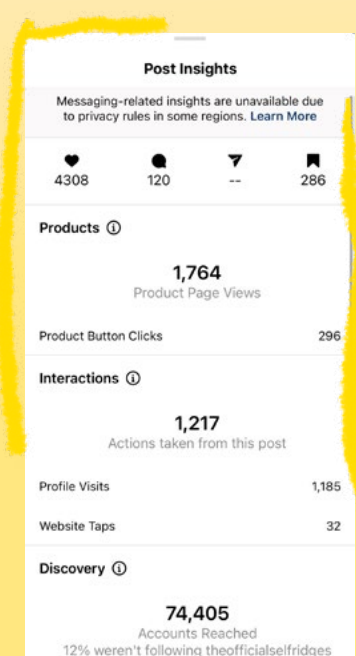 Post Insights
Messaging-related insights are unavailable due
to privacy rules in some regions. Learn More
4308 120 -- 286
Products
1,764
Product Page Views
Product Button Clicks 296
Interactions
1,217
Actions taken from this post
Profile Visits 1,185
Website Taps 32
Discovery
74,405
Accounts Reached
12% weren't following theofficialselfridges